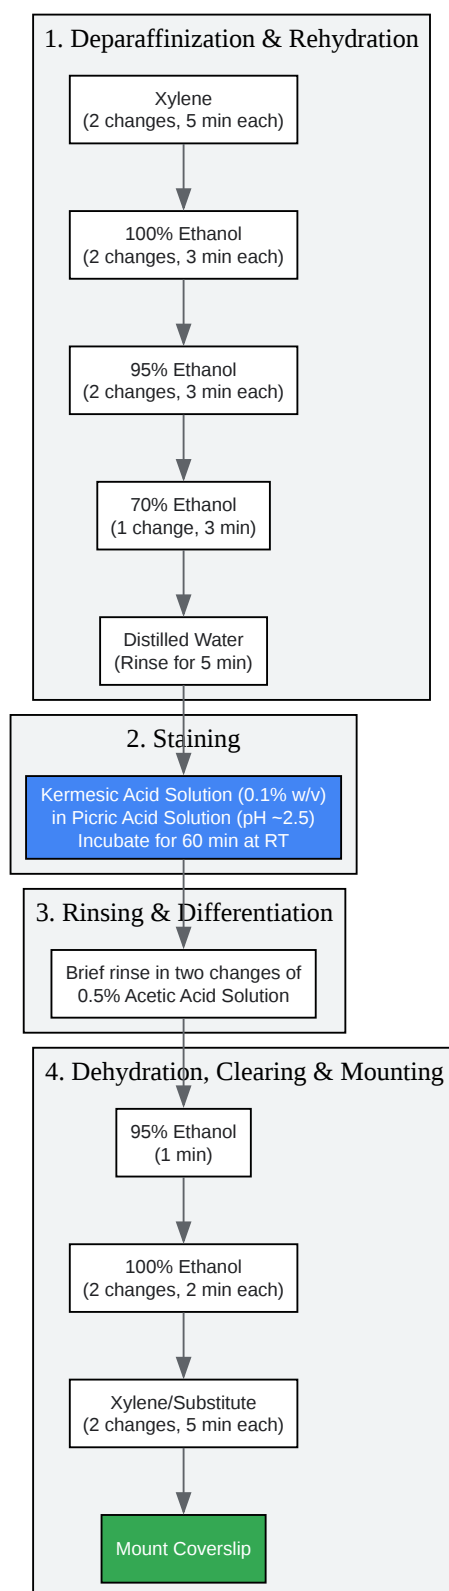 1. Deparaffinization & Rehydration
Xylene
(2 changes, 5 min each)
100% Ethanol
(2 changes, 3 min each)
95% Ethanol
(2 changes, 3 min each)
70% Ethanol
(1 change, 3 min)
Distilled Water
(Rinse for 5 min)
2. Staining
Kermesic Acid Solution (0.1% w/v)
in Picric Acid Solution (pH ~2.5)
Incubate for 60 min at RT
3. Rinsing & Differentiation
Brief rinse in two changes of
0.5% Acetic Acid Solution
4. Dehydration, Clearing & Mounting
95% Ethanol
(1 min)
100% Ethanol
(2 changes, 2 min each)
Xylene/Substitute
(2 changes, 5 min each)
Mount Coverslip